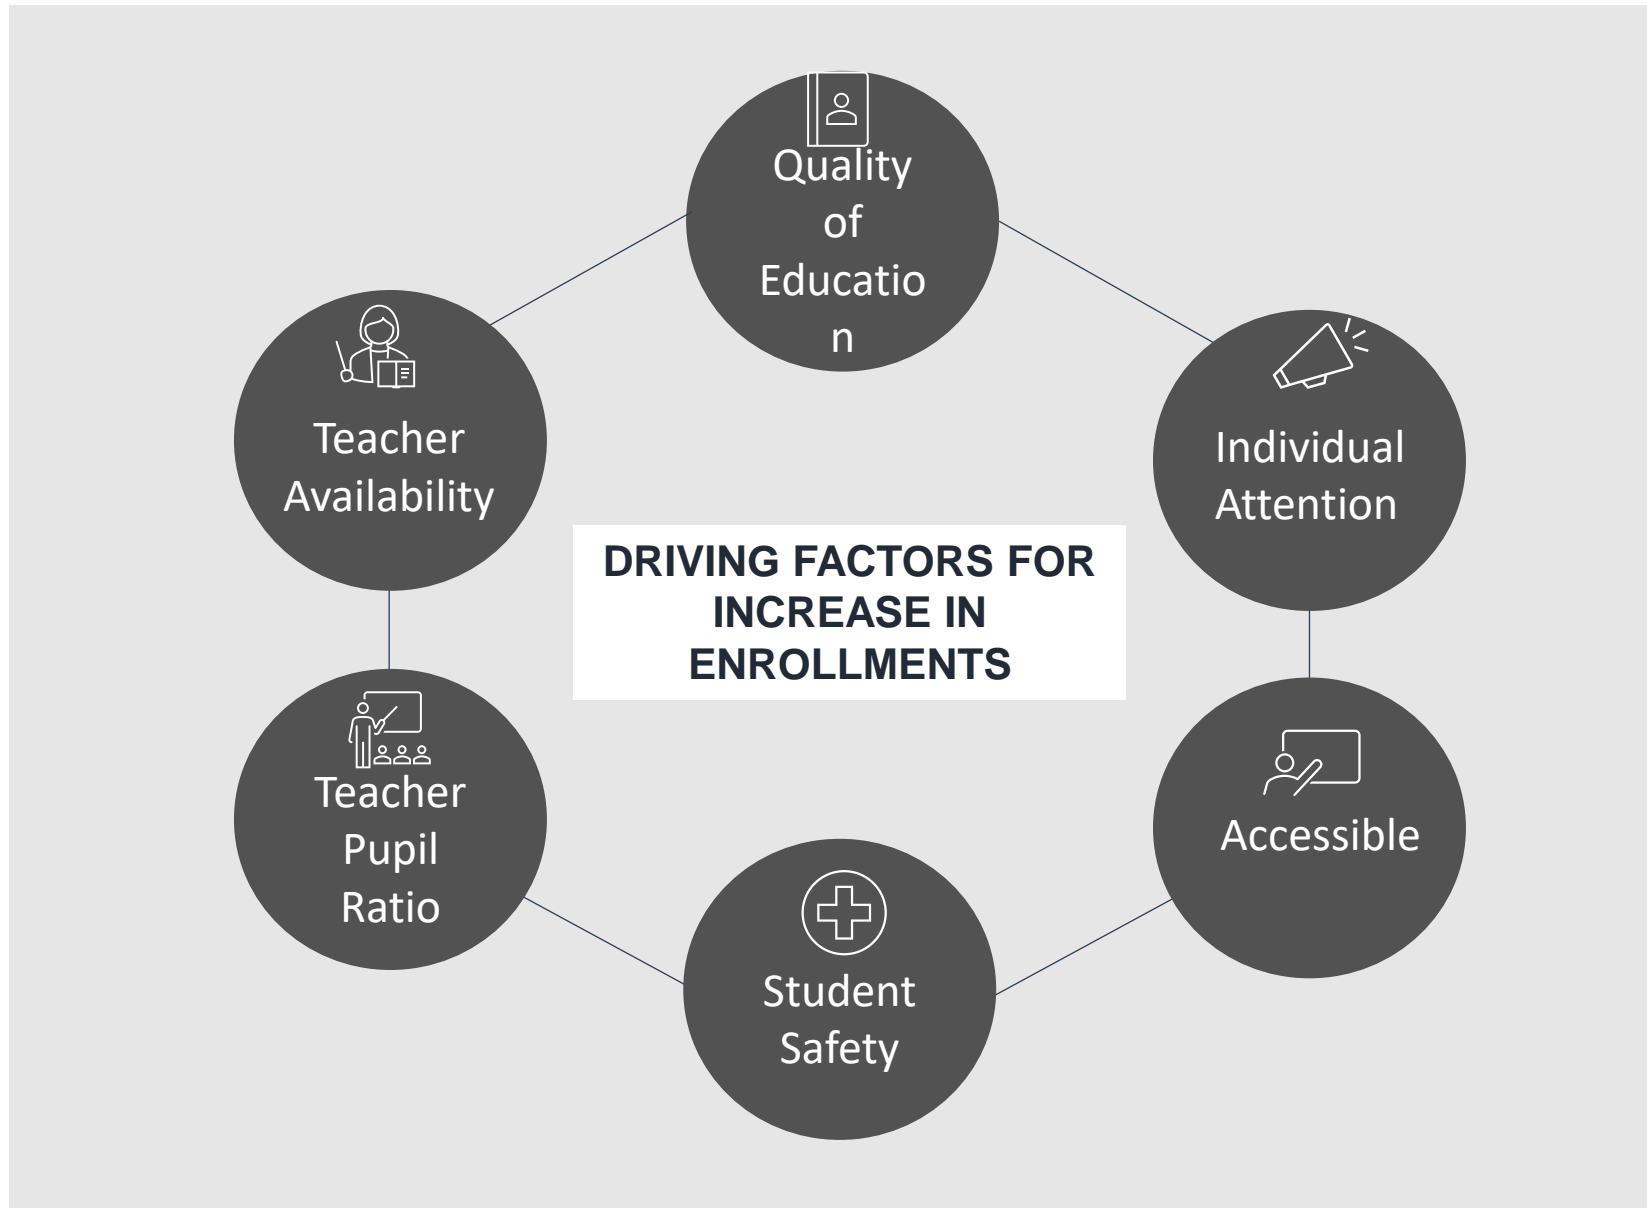 Quality
of
Educatio
n
Teacher
Availability
Individual
Attention
DRIVING FACTORS FOR
INCREASE IN
ENROLLMENTS
Teacher
Pupil
Ratio
Accessible
Student
Safety